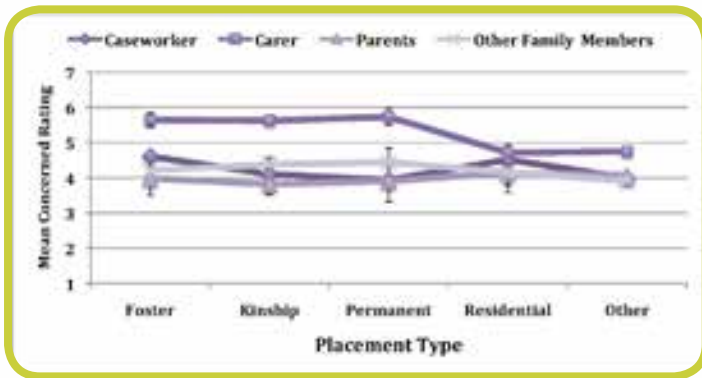 Caseworker Carer Parents Other Family Members
7
6
5
4
3
2
1
Mean Concerned Rating
Foster Kinship Permanent Residential Other
Placement Type